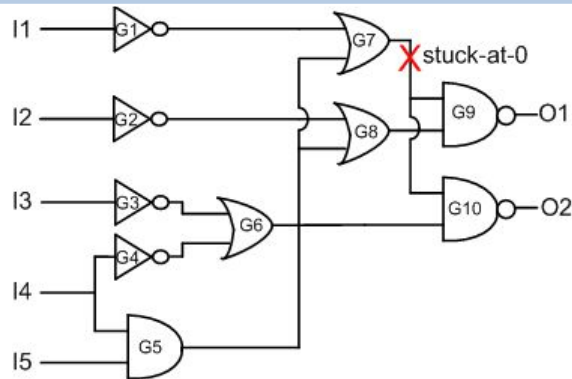 I1 G1 G7
stuck-at-0
G9 O1
I2 G2 G8
I3 G3
G6 G10 O2
G4
I4
G5
I5